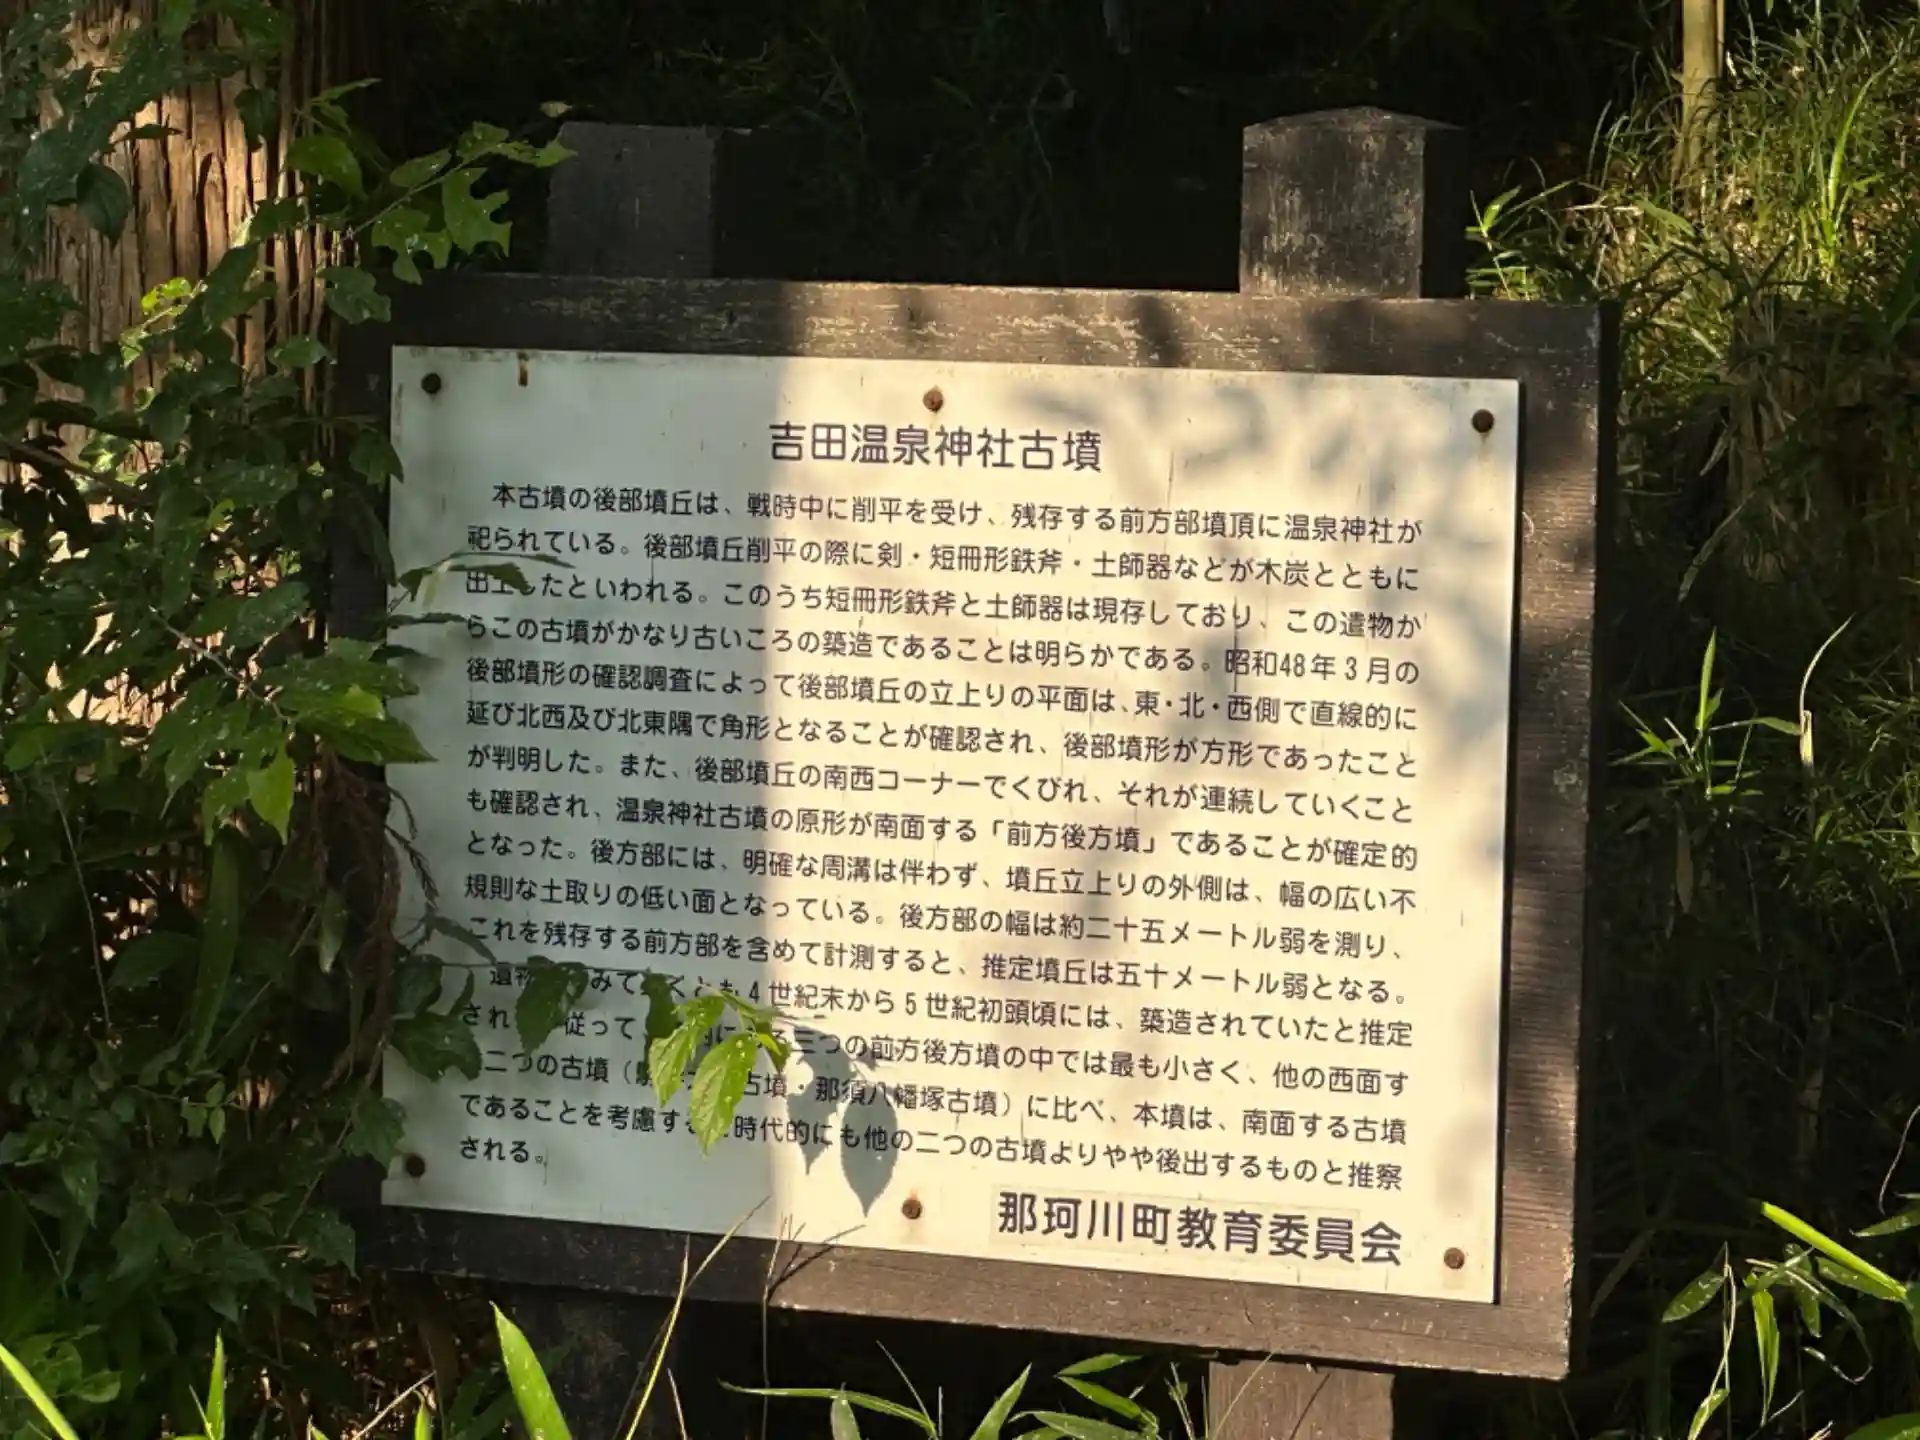 吉田温泉神社古墳
本古墳の後部墳丘は、戦時中に削平を受け、残存する前方部墳頂に温泉神社が
祀られている。後部墳丘削平の際に剣・短冊形鉄斧・土師器などが木炭とともに
出土したといわれる。このうち短冊形鉄斧と土師器は現存しており、この遺物か
らこの古墳がかなり古いころの築造であることは明らかである。昭和48年3月の
後部墳形の確認調査によって後部墳丘の立上りの平面は、東・北・西側で直線的に
延び北西及び北東隅で角形となることが確認され、後部墳形が方形であったこと
が判明した。また、後部墳丘の南西コーナーでくびれ、それが連続していくこと
も確認され、温泉神社古墳の原形が南面する「前方後方墳」であることが確定的
となった。後方部には、明確な周溝は伴わず、墳丘立上りの外側は、幅の広い不
規則な土取りの低い面となっている。後方部の幅は約二十五メートル弱を測り、
これを残存する前方部を含めて計測すると、推定墳丘は五十メートル弱となる。
みて くとも4世紀末から5世紀初頭頃には、築造されていたと推定
され 従って 三つの前方後方墳の中では最も小さく、他の西面す
二つの古墳( 古墳・那須八幡塚古墳)に比べ、本墳は、南面する古墳
であることを考慮す 時代的にも他の二つの古墳よりやや後出するものと推察
される。
那珂川町教育委員会